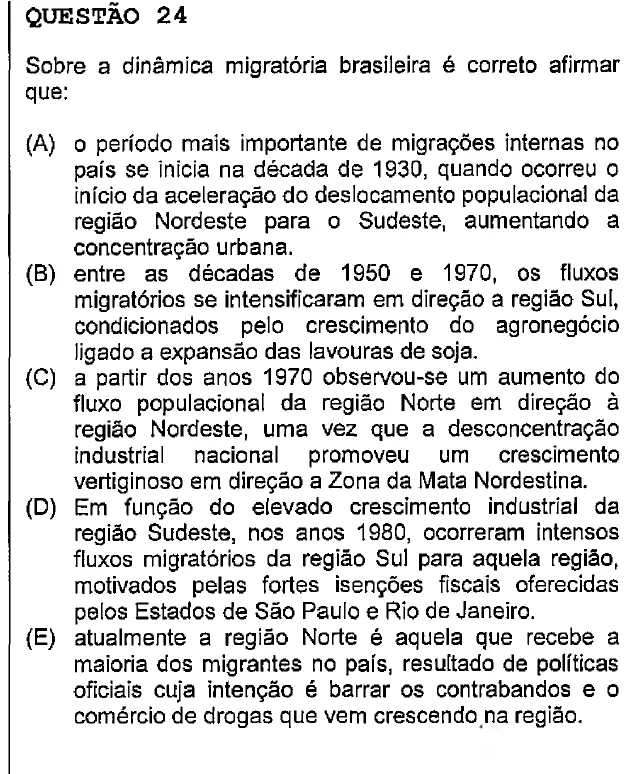 QUESTÃO 24
Sobre a dinâmica migratória brasileira é correto afirmar
que:
(A) o período mais importante de migrações internas no
país se inicia na década de 1930, quando ocorreu o
início da aceleração do deslocamento populacional da
região Nordeste para o Sudeste, aumentando a
concentração urbana.
(B) entre as décadas de 1950 e 1970, os fluxos
migratórios se intensificaram em direção a região Sul,
condicionados pelo crescimento do agronegócio
ligado a expansão das lavouras de soja.
(C) a partir dos anos 1970 observou-se um aumento do
fluxo populacional da região Norte em direção à
região Nordeste, uma vez que a desconcentração
industrial nacional promoveu um crescimento
vertiginoso em direção a Zona da Mata Nordestina.
(D) Em função do elevado crescimento industrial da
região Sudeste, nos anos 1980, ocorreram intensos
fluxos migratórios da região Sul para aquela região,
motivados pelas fortes isenções fiscais oferecidas
pelos Estados de São Paulo e Rio de Janeiro.
(E) atualmente a região Norte é aquela que recebe a
maioria dos migrantes no país, resultado de políticas
oficiais cuja intenção é barrar os contrabandos e o
comércio de drogas que vem crescendo na região.